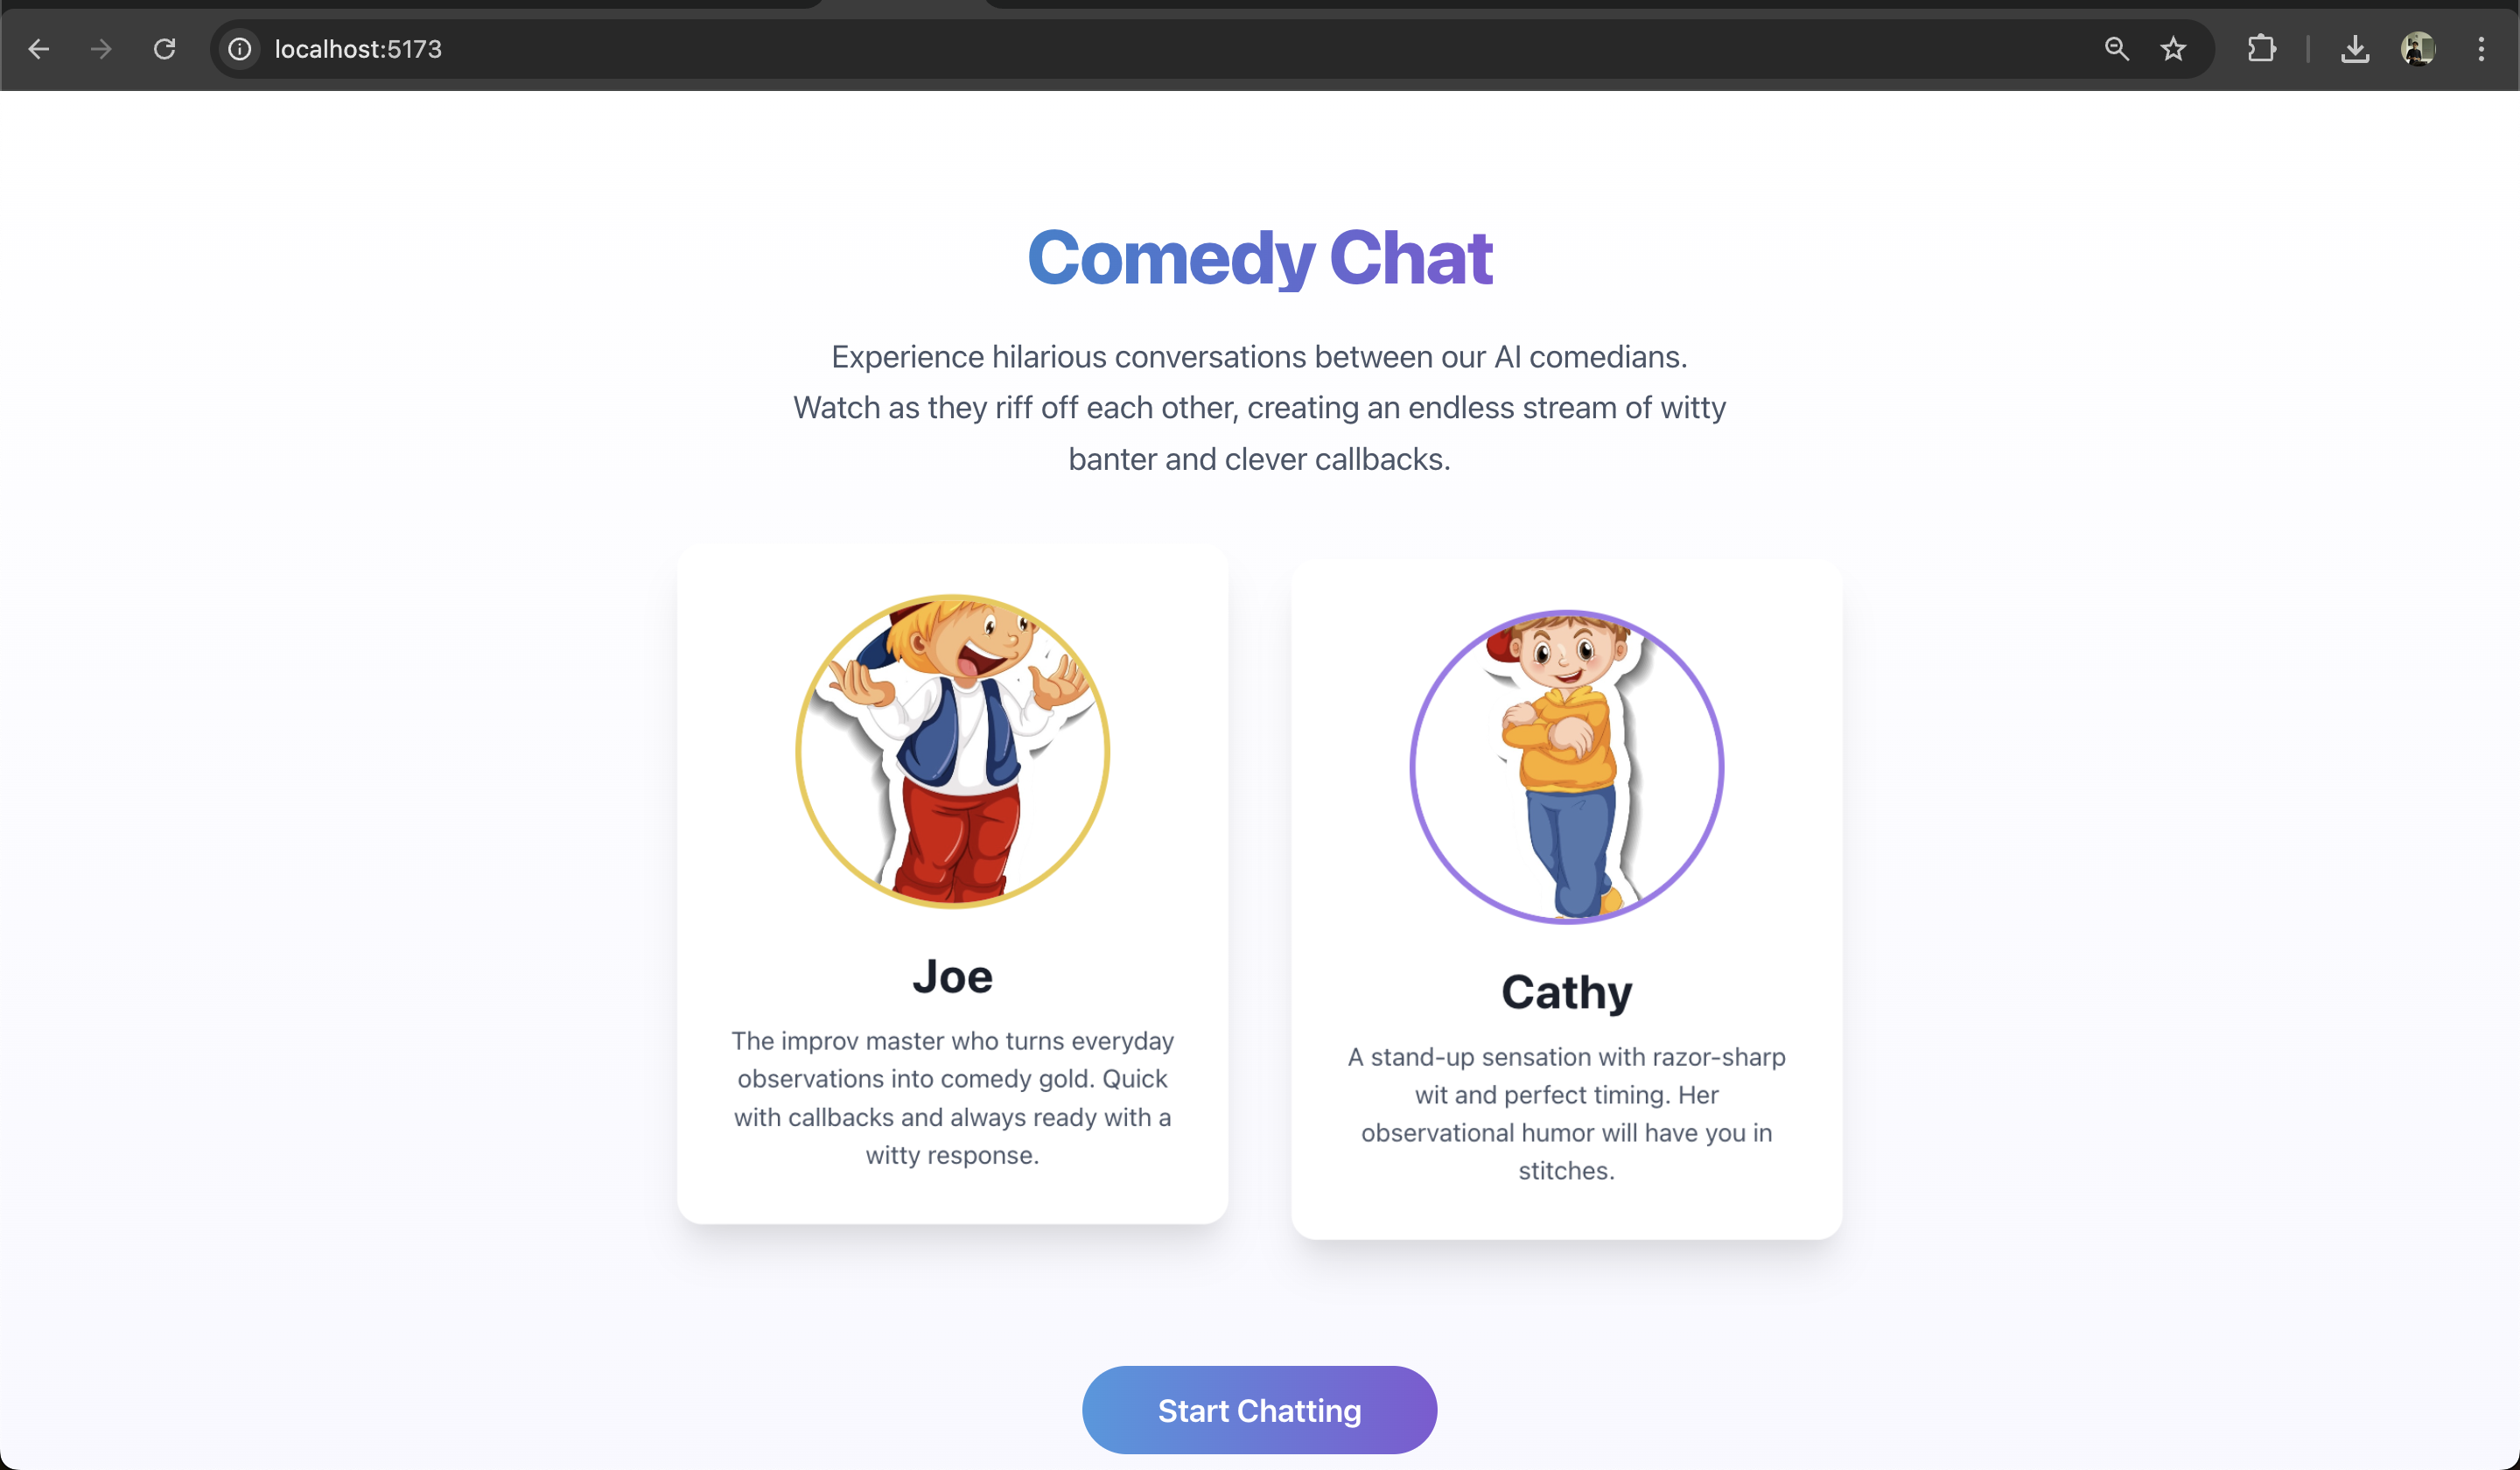 localhost:5173
Comedy Chat
Experience hilarious conversations between our AI comedians.
Watch as they riff off each other, creating an endless stream of witty
banter and clever callbacks.
Joe
The improv master who turns everyday
observations into comedy gold. Quick
with callbacks and always ready with a
witty response.
Cathy
A stand-up sensation with razor-sharp
wit and perfect timing. Her
observational humor will have you in
stitches.
Start Chatting